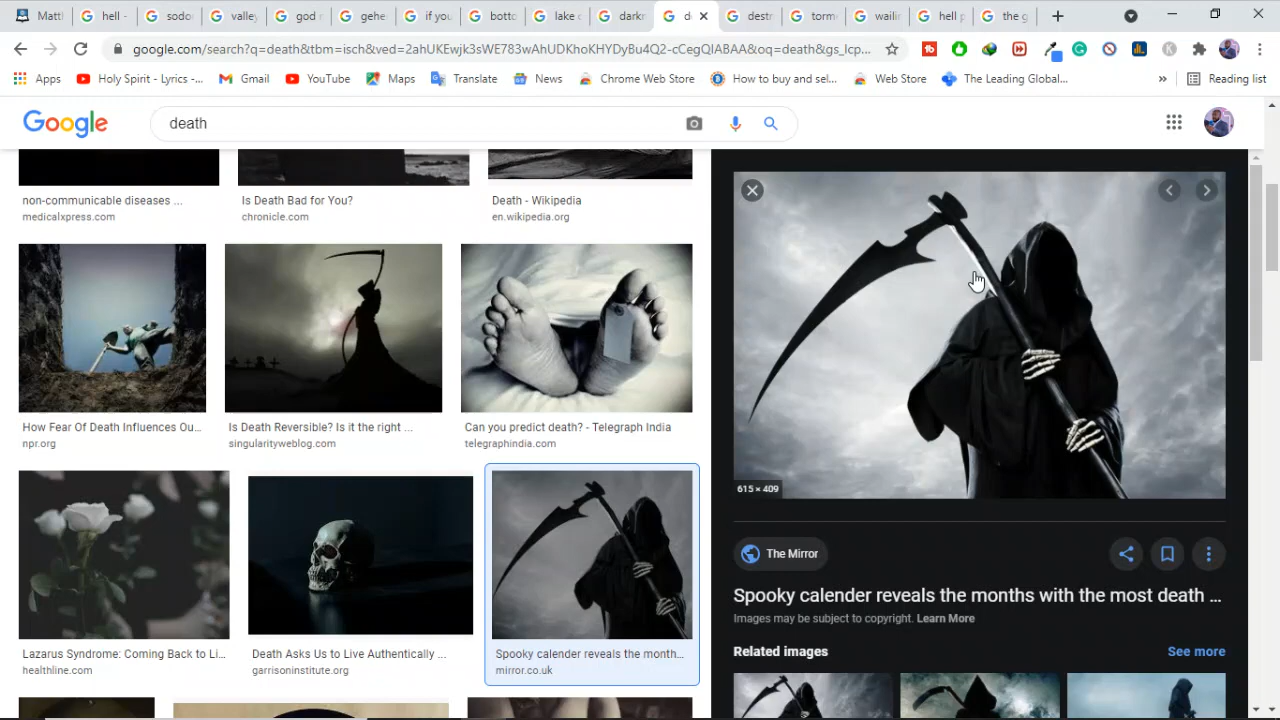 Matt
hell -
soda
valley
god
gehe
if you
botto
lake o
darkn
de
destr
torm
wailin
hell p
the g
google.com/search?q=death&tbm=isch&ved=2ahUKEwjk3sWE783wAhUDKhoKHYDyBu4Q2-cCegQIABAA&oq=death&gs_lcp...
Apps
Holy Spirit - Lyrics -...
Gmail
YouTube
Maps
Translate
News
Chrome Web Store
How to buy and sel...
Web Store
The Leading Global...
»
Reading list
Google
death
non-communicable diseases ...
medicalxpress.com
Is Death Bad for You?
chronicle.com
Death - Wikipedia
en.wikipedia.org
How Fear Of Death Influences Ou...
npr.org
Is Death Reversible? Is it the right ...
singularityweblog.com
Can you predict death? - Telegraph India
telegraphindia.com
Lazarus Syndrome: Coming Back to Li...
healthline.com
Death Asks Us to Live Authentically ...
garrisoninstitute.org
Spooky calender reveals the month...
mirror.co.uk
615 × 409
The Mirror
Spooky calender reveals the months with the most death ...
Images may be subject to copyright. Learn More
Related images
See more